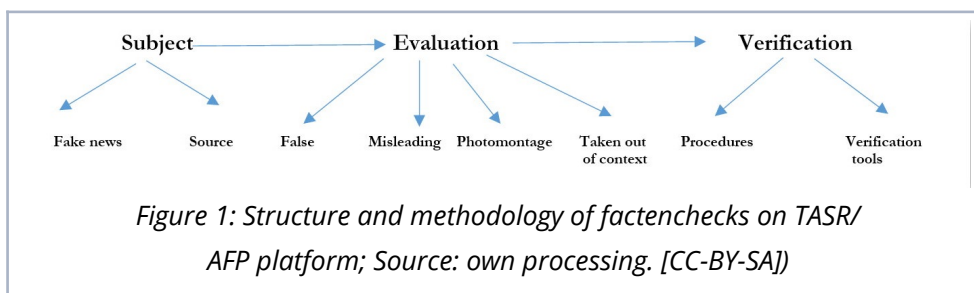 Subject Evaluation Verification
Fake news Source False Misleading Photomontage Taken out Procedures Verification
of context tools
Figure 1: Structure and methodology of factenchecks on TASR/
AFP platform; Source: own processing. [CC-BY-SA])